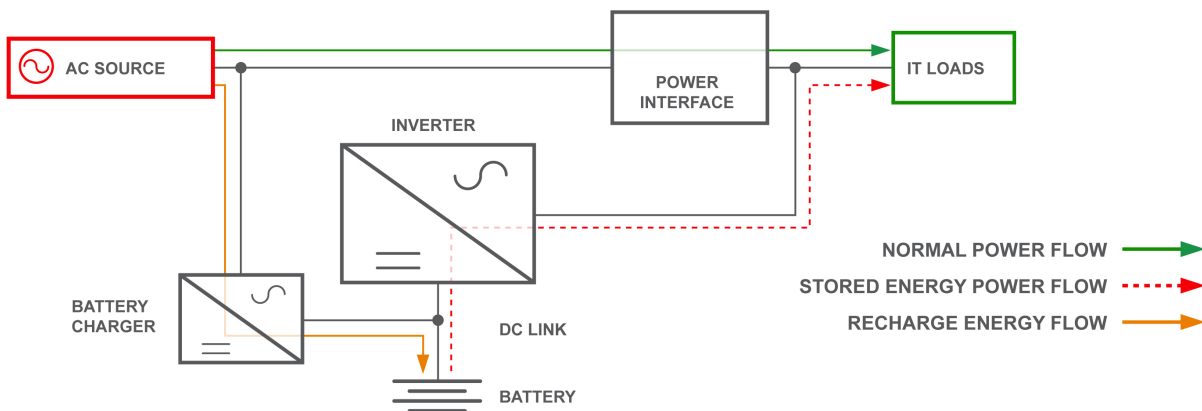 AC SOURCE
POWER
INTERFACE
IT LOADS
INVERTER
NORMAL POWER FLOW
STORED ENERGY POWER FLOW
BATTERY
CHARGER
DC LINK
RECHARGE ENERGY FLOW
BATTERY